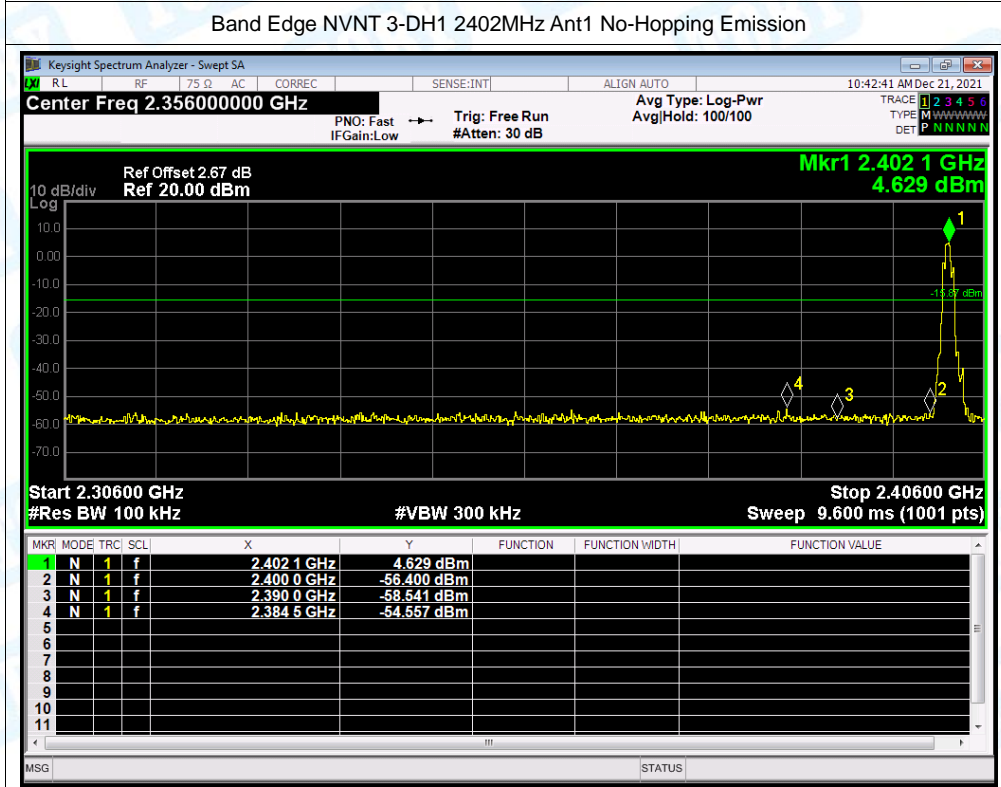 Band Edge NVNT 3-DH1 2402MHz Ant1 No-Hopping Emission
Keysight Spectrum Analyzer - Swept SA
LXI RL RF 75 Ω AC CORREC SENSE:INT ALIGN AUTO 10:42:41 AM Dec 21, 2021
Center Freq 2.356000000 GHz
PNO: Fast Trig: Free Run Avg Type: Log-Pwr TRACE 1 2 3 4 5 6
IFGain:Low #Atten: 30 dB Avg|Hold: 100/100 TYPE M WWWWW
DET P N N N N N
Mkr1 2.402 1 GHz
4.629 dBm
Ref Offset 2.67 dB
10 dB/div Ref 20.00 dBm
Log
10.0
0.00
-10.0
-20.0
-30.0
-40.0
-50.0
-60.0
-70.0
1
-15.87 dBm
4
3
2
Start 2.30600 GHz Stop 2.40600 GHz
#Res BW 100 kHz #VBW 300 kHz Sweep 9.600 ms (1001 pts)
MKR MODE TRC SCL X Y FUNCTION FUNCTION WIDTH FUNCTION VALUE
1 N 1 f 2.402 1 GHz 4.629 dBm
2 N 1 f 2.400 0 GHz -56.400 dBm
3 N 1 f 2.390 0 GHz -58.541 dBm
4 N 1 f 2.384 5 GHz -54.557 dBm
5
6
7
8
9
10
11
MSG STATUS